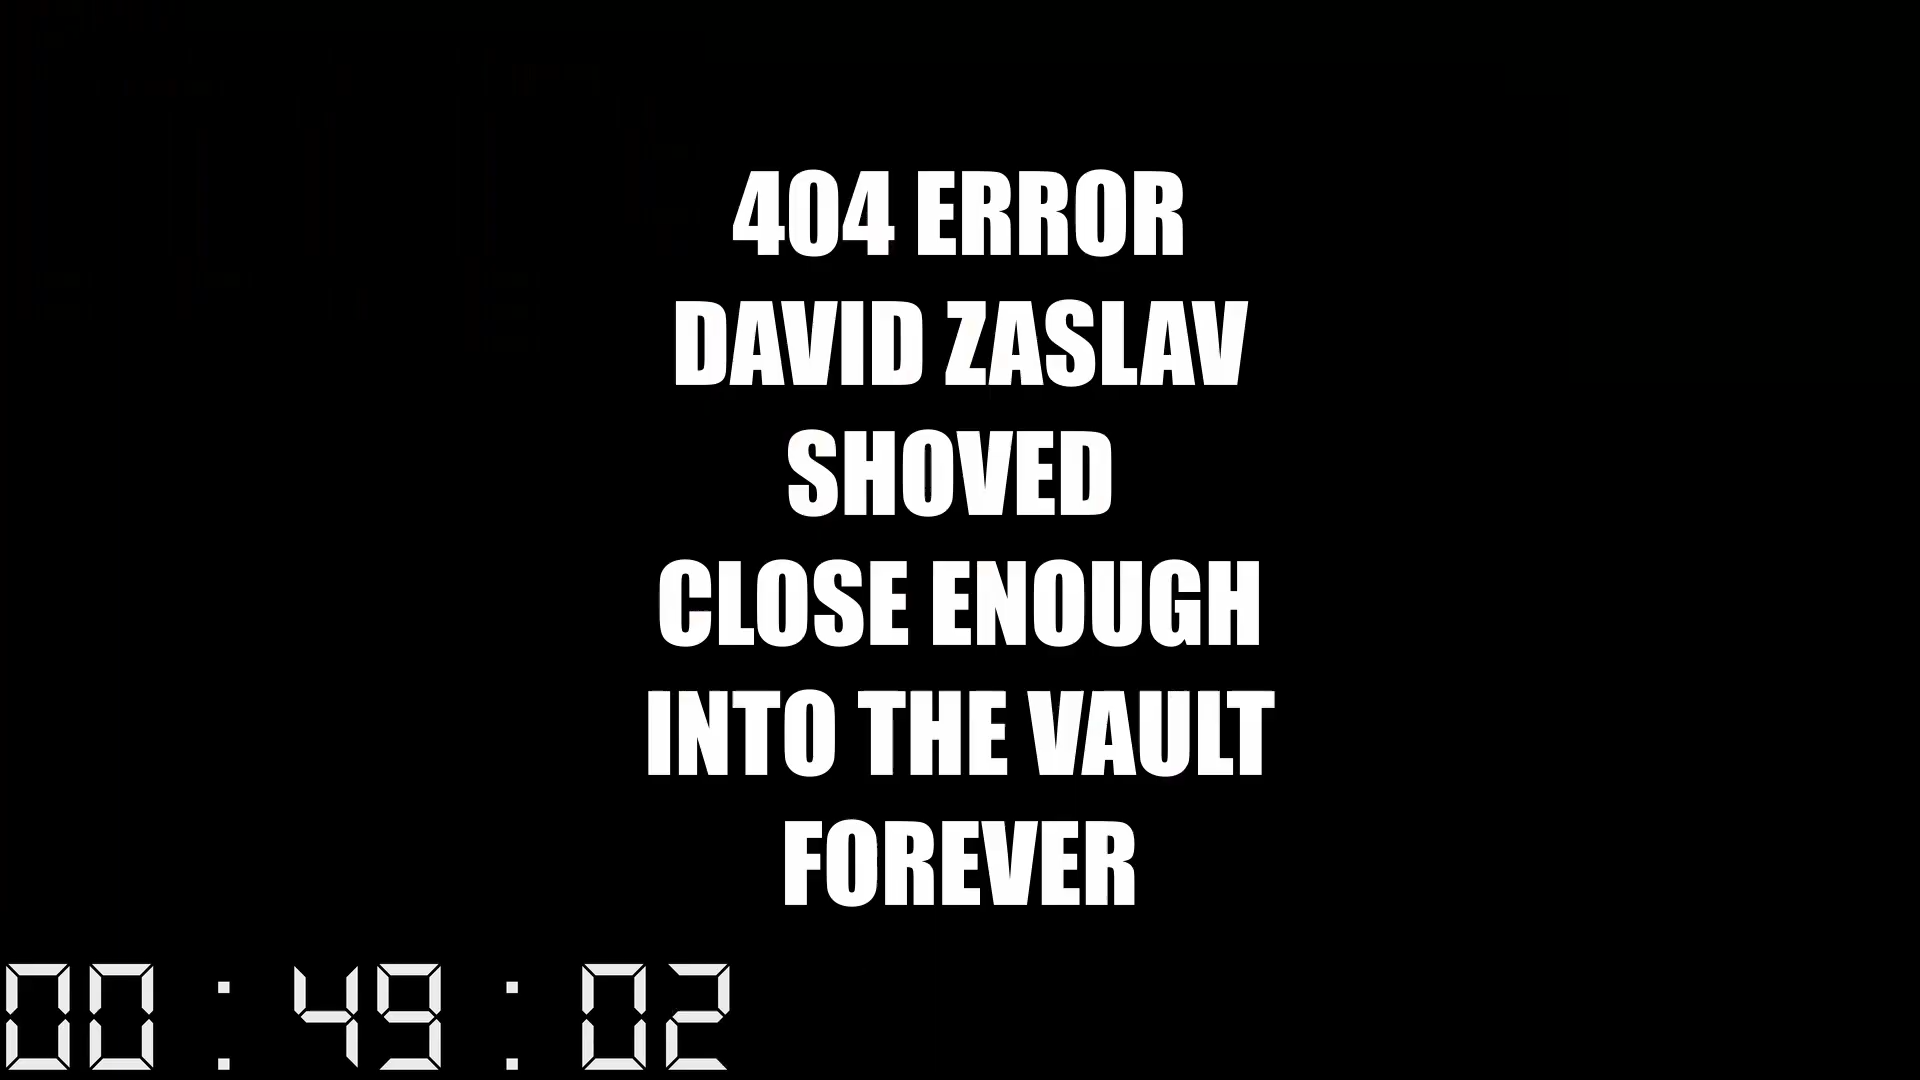 404 ERROR
DAVID ZASLAV
SHOVED
CLOSE ENOUGH
INTO THE VAULT
FOREVER
00:49:02